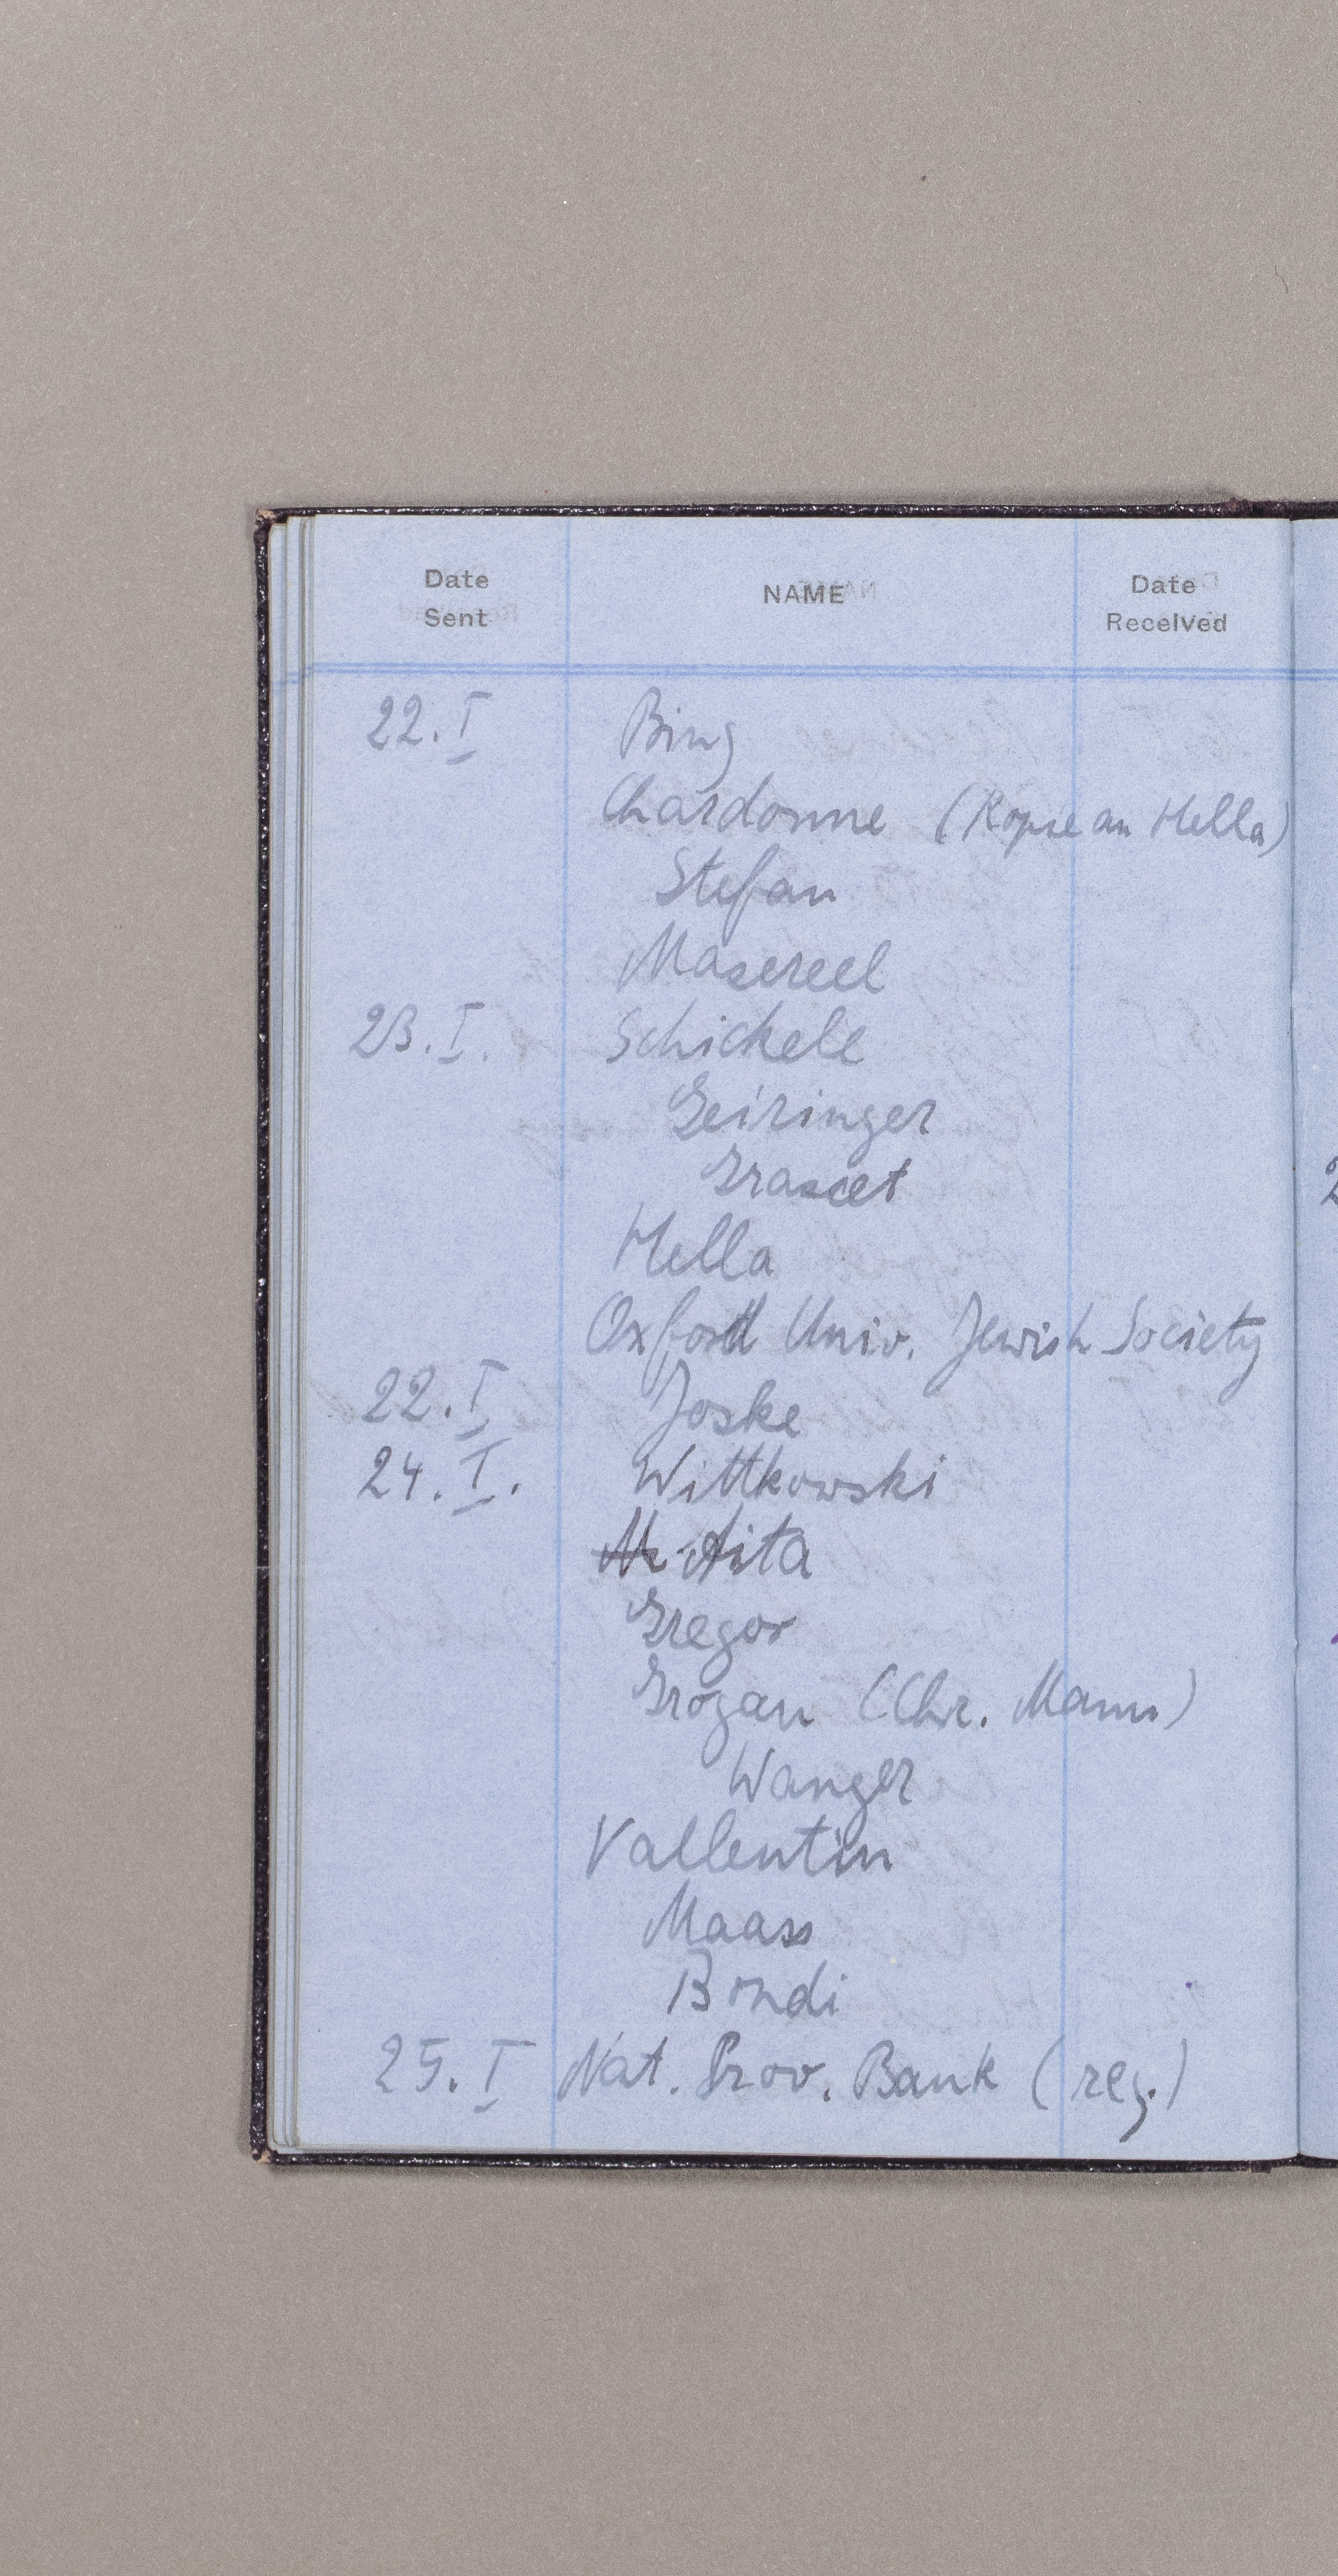 Date Sent NAME Date Received
22.I Bing
Chardonne (Kopie an Hella)
Stefan
Masereel
23.I. Schickele
Geiringer
Grasset
Hella
Oxford Univ. Jewish Society
22.I Joske
24.I. Wittkowski
Aita
Gregor
Grogan (Chr. Mann)
Wanger
Vallentin
Maass
Bondi
25.I Nat. Prov. Bank (reg.)